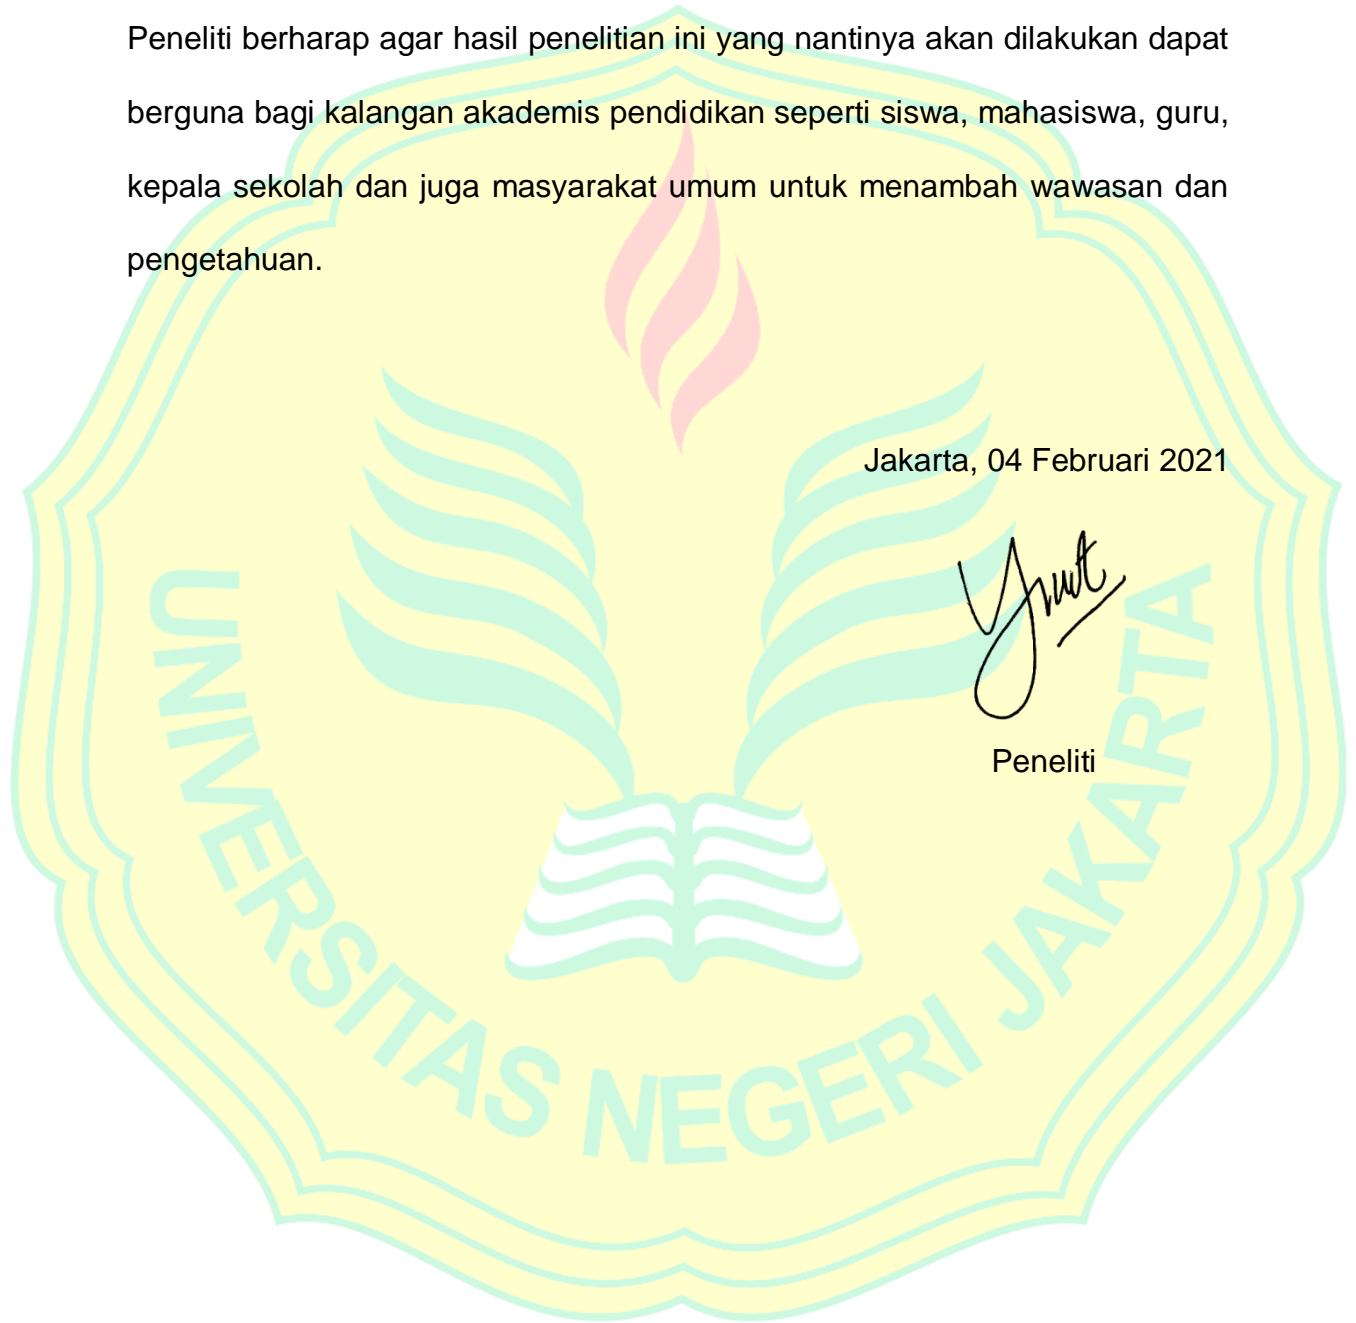 Peneliti berharap agar hasil penelitian ini yang nantinya akan dilakukan dapat
berguna bagi kalangan akademis pendidikan seperti siswa, mahasiswa, guru,
kepala sekolah dan juga masyarakat umum untuk menambah wawasan dan
pengetahuan.
Jakarta, 04 Februari 2021
Peneliti
UNIVERSITAS NEGERI JAKARTA